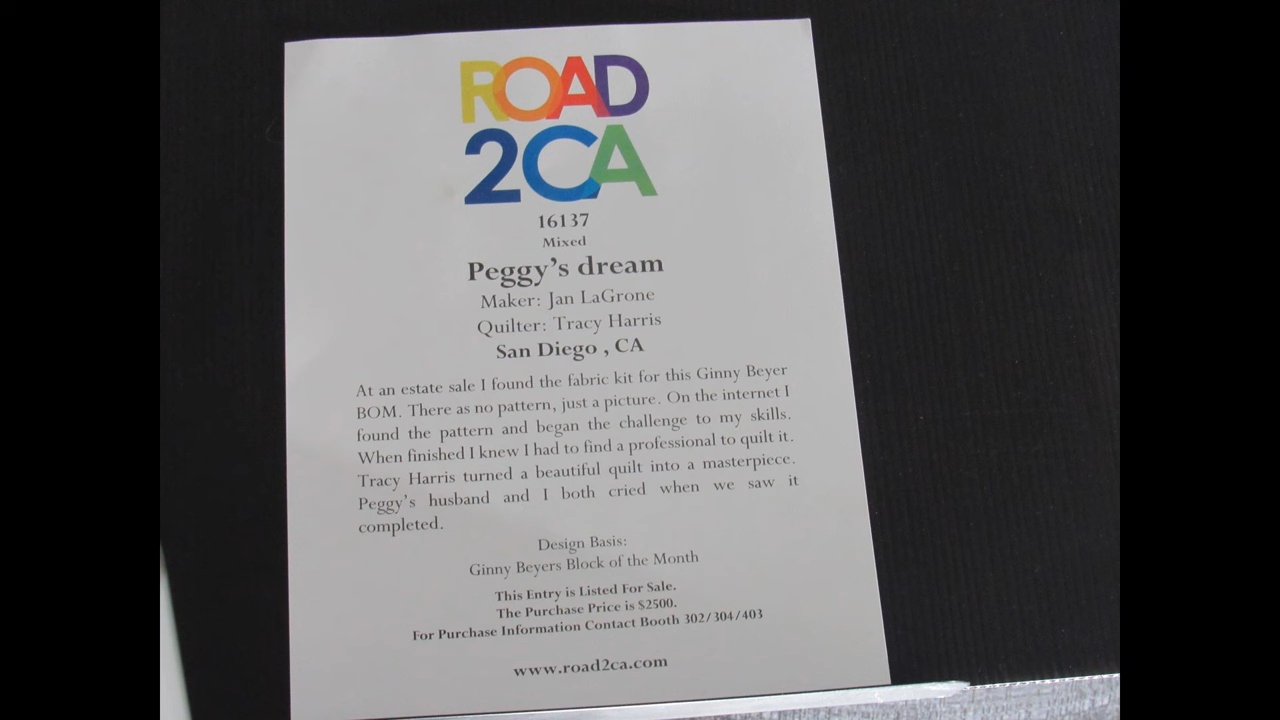 ROAD
2CA
16137
Mixed
Peggy's dream
Maker: Jan LaGrone
Quilter: Tracy Harris
San Diego , CA
At an estate sale I found the fabric kit for this Ginny Beyer
BOM. There as no pattern, just a picture. On the internet I
found the pattern and began the challenge to my skills.
When finished I knew I had to find a professional to quilt it.
Tracy Harris turned a beautiful quilt into a masterpiece.
Peggy's husband and I both cried when we saw it
completed.
Design Basis:
Ginny Beyers Block of the Month
This Entry is Listed For Sale.
The Purchase Price is $2500.
For Purchase Information Contact Booth 302/304/403
www.road2ca.com